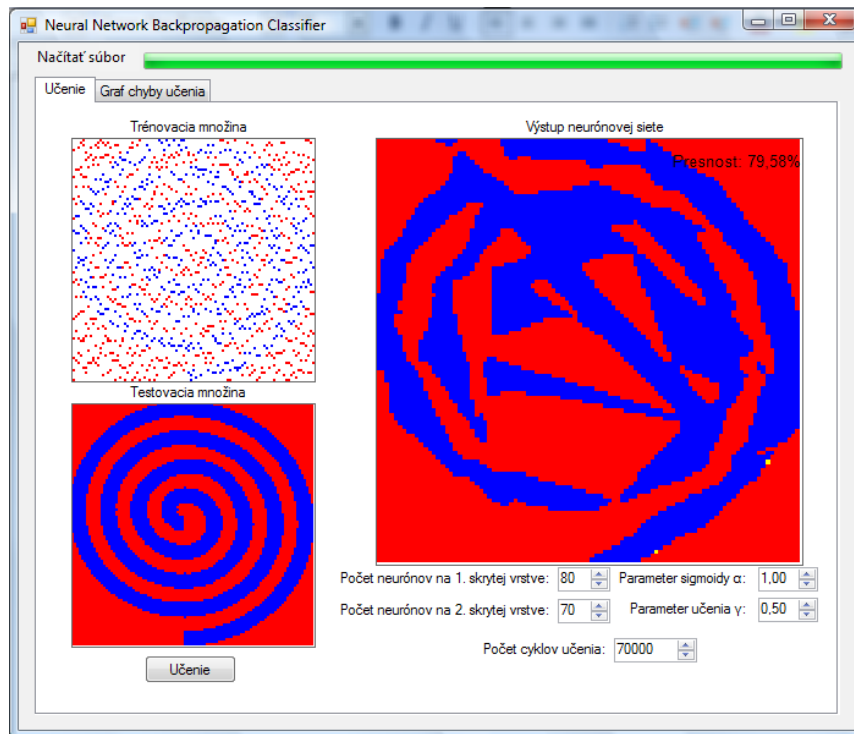 Neural Network Backpropagation Classifier
Načítať súbor
Učenie
Graf chyby učenia
Trénovacia množina
Výstup neurónovej siete
Presnost: 79,58%
Testovacia množina
Počet neurónov na 1. skrytej vrstve: 80
Parameter sigmoidy α: 1,00
Počet neurónov na 2. skrytej vrstve: 70
Parameter učenia γ: 0,50
Počet cyklov učenia: 70000
Učenie